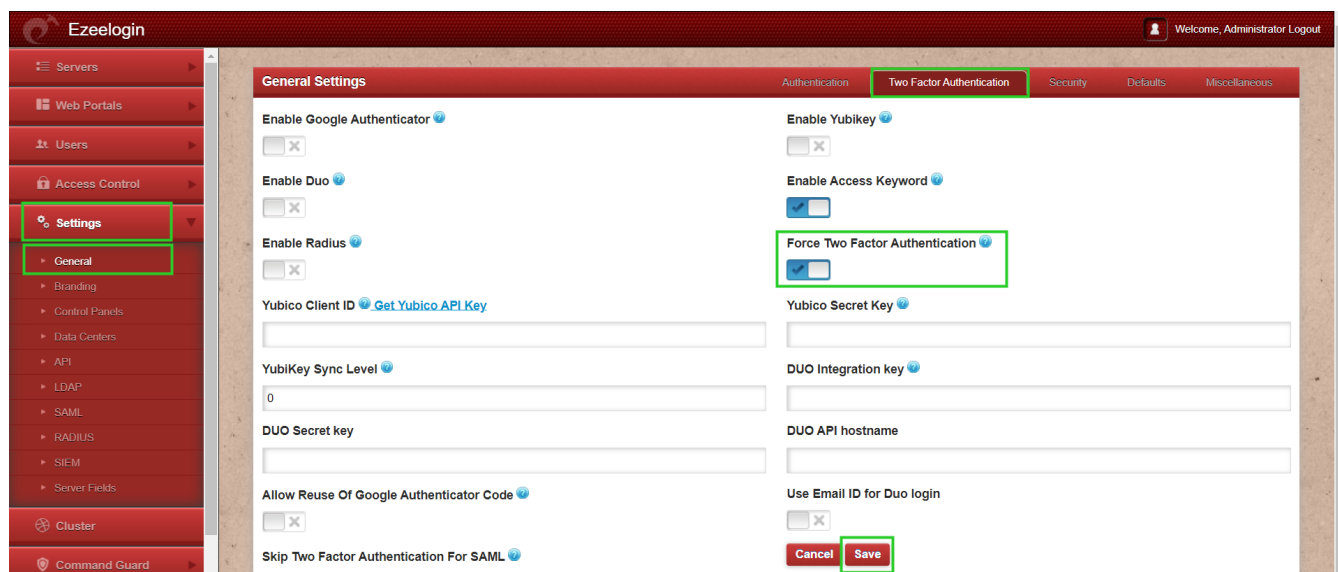 Ezeelogin
Welcome, Administrator Logout
Servers
Web Portals
Users
Access Control
Settings
General
Branding
Control Panels
Data Centers
API
LDAP
SAML
RADIUS
SIEM
Server Fields
Cluster
Command Guard
General Settings
Authentication
Two Factor Authentication
Security
Defaults
Miscellaneous
Enable Google Authenticator
Enable Yubikey
Enable Duo
Enable Access Keyword
Enable Radius
Force Two Factor Authentication
Yubico Client ID Get Yubico API Key
Yubico Secret Key
YubiKey Sync Level
0
DUO Integration key
DUO Secret key
DUO API hostname
Allow Reuse Of Google Authenticator Code
Use Email ID for Duo login
Skip Two Factor Authentication For SAML
Cancel
Save